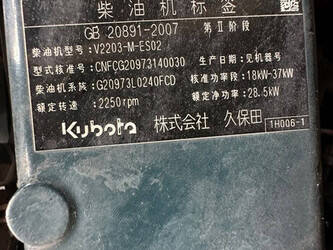 柴油机标签
GB 20891-2007 第Ⅱ阶段
柴油机型号: V2203-M-ES02
型式核准号: CNFCG20973140030 生产日期: 见机器号
柴油机系族: G20973L0240FCD 标定功率范围: 18kW-37kW
额定转速: 2250rpm 额定净功率: 28.5kW
Kubota 株式会社 久保田
1H006-1